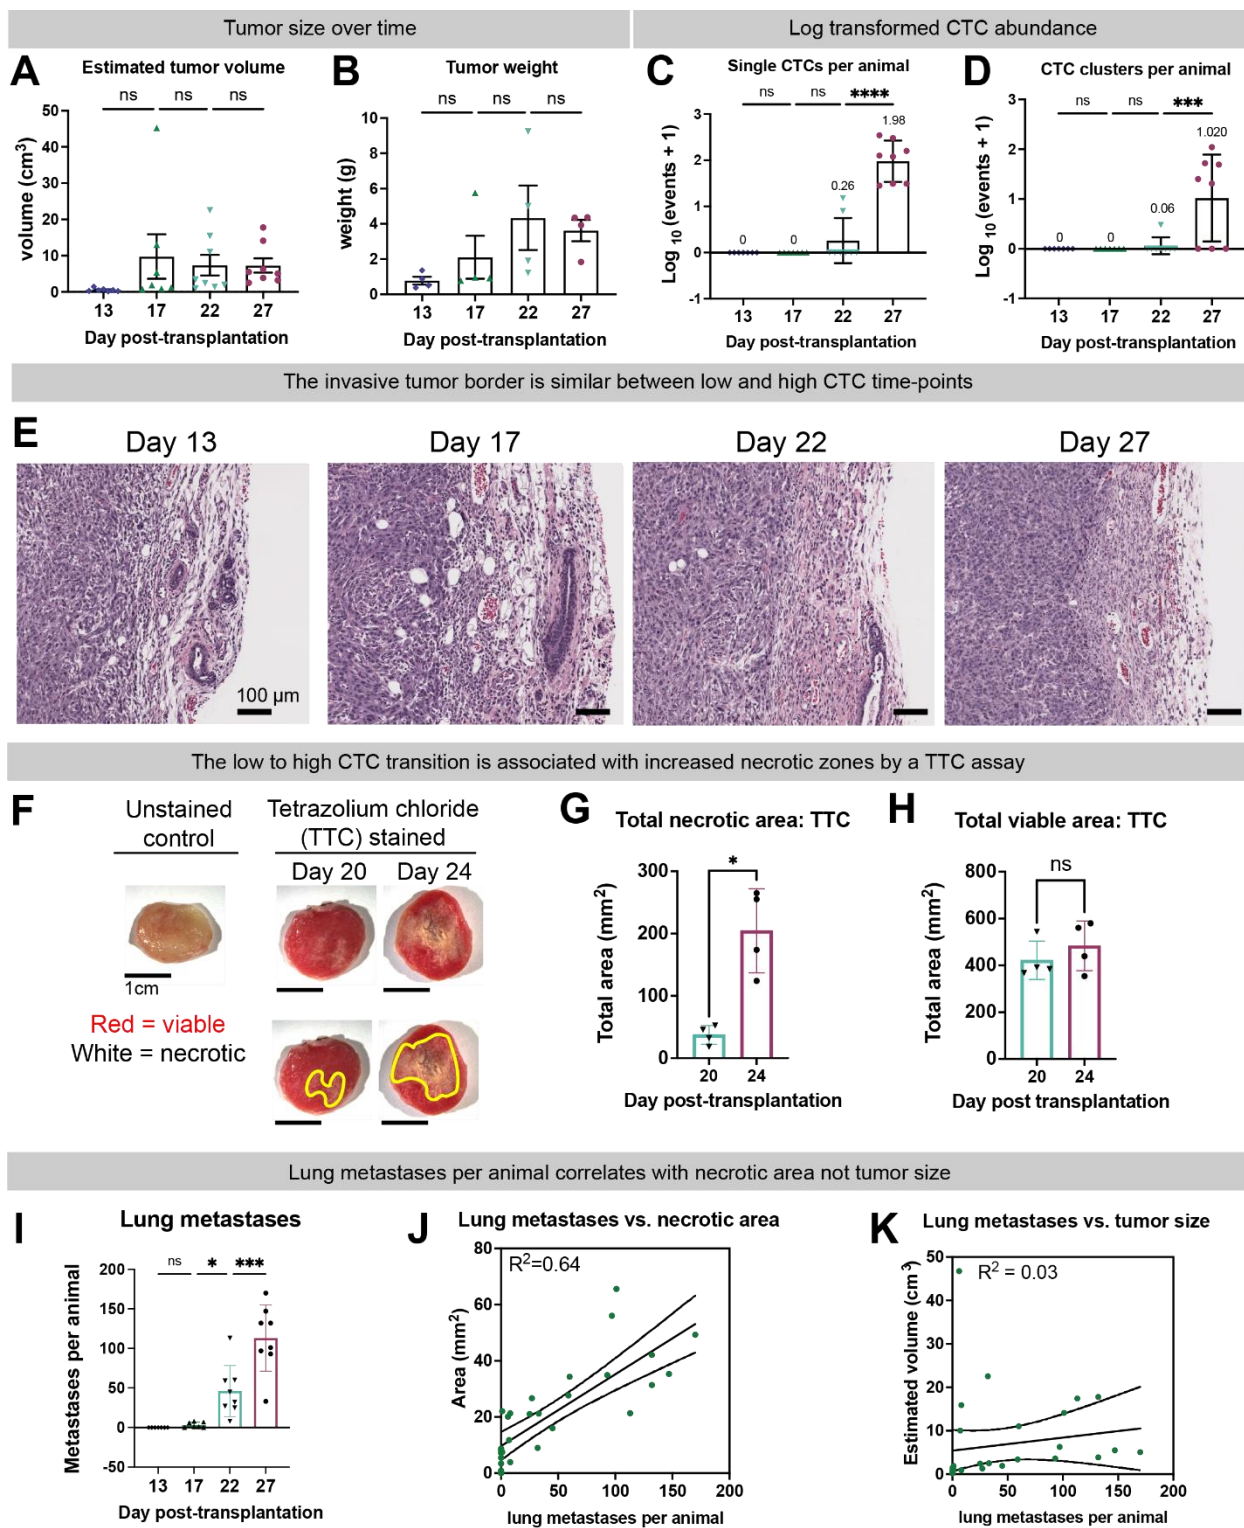 Tumor size over time
Log transformed CTC abundance
A
Estimated tumor volume
ns ns ns
volume (cm3)
50
40
30
20
10
0
13 17 22 27
Day post-transplantation
B
Tumor weight
ns ns ns
weight (g)
10
8
6
4
2
0
13 17 22 27
Day post-transplantation
C
Single CTCs per animal
ns ns ****
Log 10 (events + 1)
3
2
1
0
-1
0 0 0.26 1.98
13 17 22 27
Day post-transplantation
D
CTC clusters per animal
ns ns ***
Log 10 (events + 1)
3
2
1
0
-1
0 0 0.06 1.020
13 17 22 27
Day post-transplantation
The invasive tumor border is similar between low and high CTC time-points
E
Day 13 Day 17 Day 22 Day 27
100 µm
The low to high CTC transition is associated with increased necrotic zones by a TTC assay
F
Unstained
control
Tetrazolium chloride
(TTC) stained
Day 20 Day 24
1cm
Red = viable
White = necrotic
G
Total necrotic area: TTC
*
Total area (mm2)
300
200
100
0
20 24
Day post-transplantation
H
Total viable area: TTC
ns
Total area (mm2)
800
600
400
200
0
20 24
Day post transplantation
Lung metastases per animal correlates with necrotic area not tumor size
I
Lung metastases
ns * ***
Metastases per animal
200
150
100
50
0
-50
13 17 22 27
Day post-transplantation
J
Lung metastases vs. necrotic area
R2=0.64
Area (mm2)
80
60
40
20
0
0 50 100 150 200
lung metastases per animal
K
Lung metastases vs. tumor size
R2 = 0.03
Estimated volume (cm3)
50
40
30
20
10
0
0 50 100 150 200
lung metastases per animal